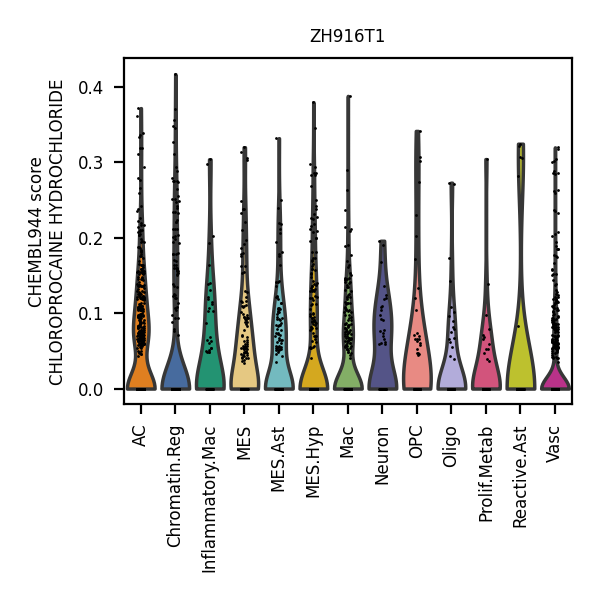 ZH916T1
CHEMBL944 score
CHLOROPROCAINE HYDROCHLORIDE
0.4
0.3
0.2
0.1
0.0
AC
Chromatin.Reg
Inflammatory.Mac
MES
MES.Ast
MES.Hyp
Mac
Neuron
OPC
Oligo
Prolif.Metab
Reactive.Ast
Vasc